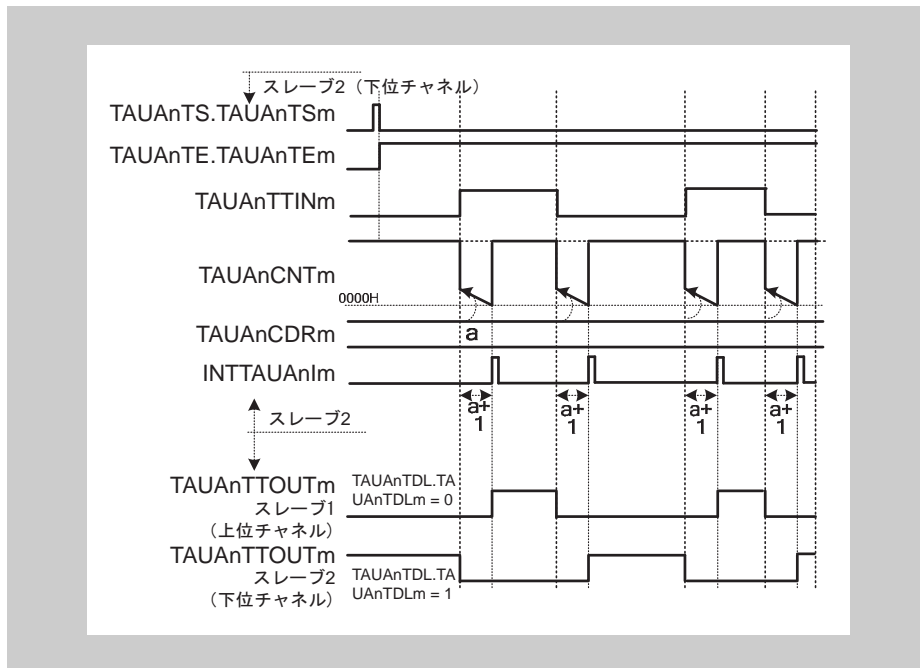 スレーブ2（下位チャネル）
TAUAnTS.TAUAnTSm
TAUAnTE.TAUAnTEm
TAUAnTTINm
TAUAnCNTm
0000H
TAUAnCDRm
a
INTTAUAnIm
a+
1
a+
1
a+
1
a+
1
スレーブ2
TAUAnTTOUTm
スレーブ1
（上位チャネル）
TAUAnTDL.TA
UAnTDLm = 0
TAUAnTTOUTm
スレーブ2
（下位チャネル）
TAUAnTDL.TA
UAnTDLm = 1